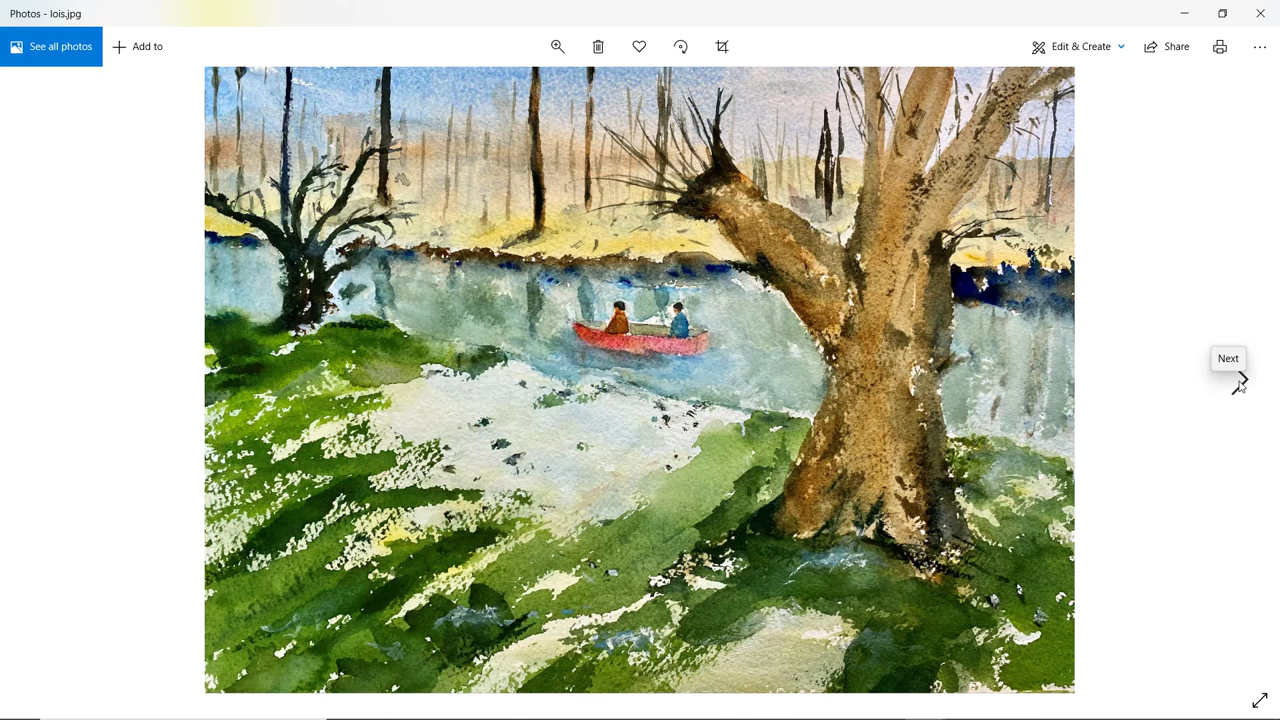 Photos - lois.jpg
See all photos
Add to
Edit & Create
Share
Next